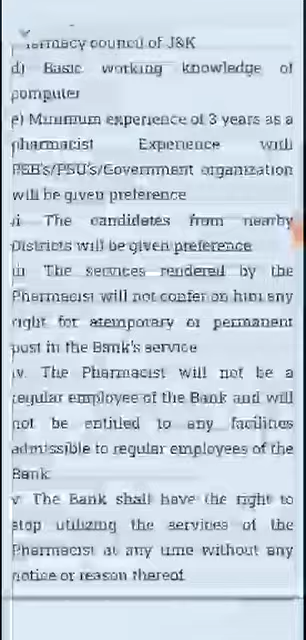 Pharmacy council of J&K
d) Basic working knowledge of
computer
e) Minimum experience of 3 years as a
pharmacist Experience with
PSB's/PSU's/Government organization
will be given preference
ii The candidates from nearby
Districts will be given preference
iii The services rendered by the
Pharmacist will not confer on him any
right for atemporary or permanent
post in the Bank's service
iv. The Pharmacist will not be a
regular employee of the Bank and will
not be entitled to any facilities
admissible to regular employees of the
Bank
v The Bank shall have the right to
stop utilizing the services of the
Pharmacist at any time without any
notice or reason thereof